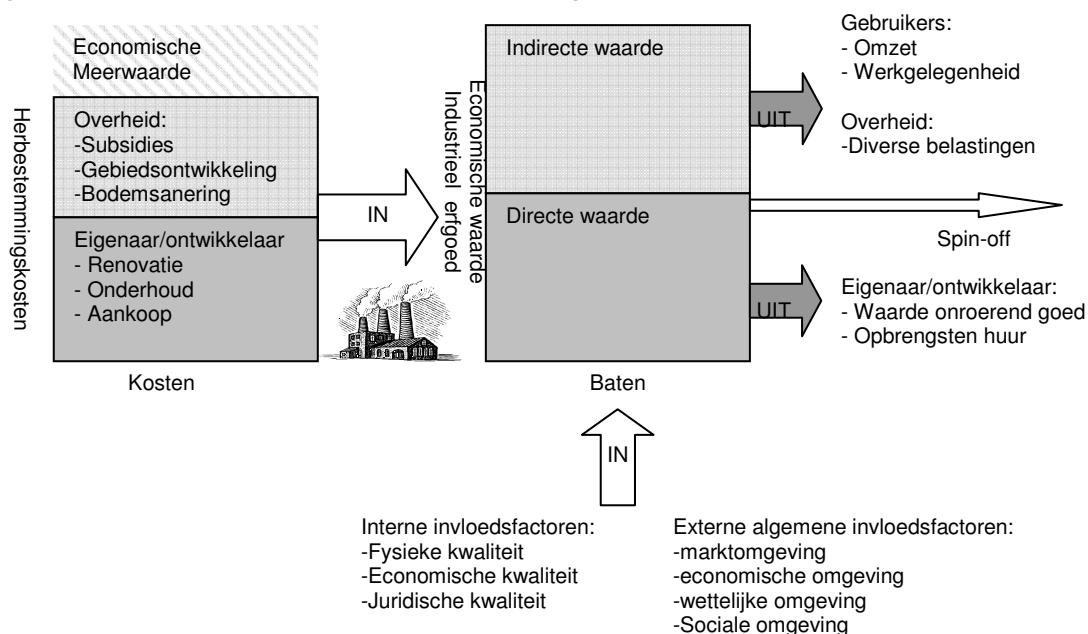 Economische
Meerwaarde
Herbestemmingskosten
Overheid:
-Subsidies
-Gebiedsontwikkeling
-Bodemsanering
Eigenaar/ontwikkelaar
- Renovatie
- Onderhoud
- Aankoop
Kosten
IN
Economische waarde
Industrieel erfgoed
Indirecte waarde
Directe waarde
Baten
UIT
UIT
Gebruikers:
- Omzet
- Werkgelegenheid
Overheid:
-Diverse belastingen
Spin-off
Eigenaar/ontwikkelaar:
- Waarde onroerend goed
- Opbrengsten huur
IN
Interne invloedsfactoren:
-Fysieke kwaliteit
-Economische kwaliteit
-Juridische kwaliteit
Externe algemene invloedsfactoren:
-marktomgeving
-economische omgeving
-wettelijke omgeving
-Sociale omgeving